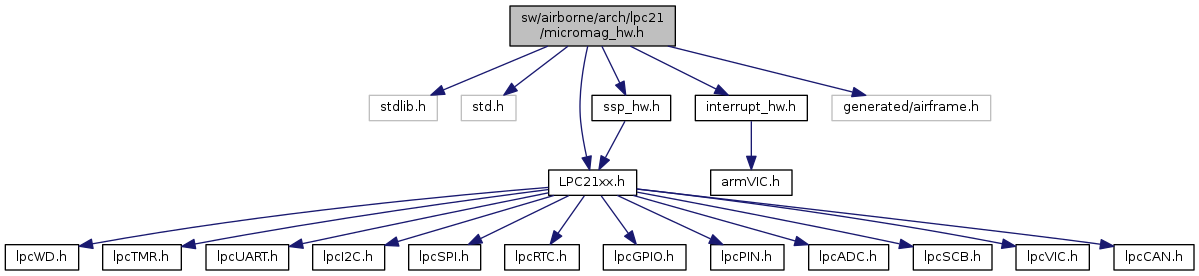 sw/airborne/arch/lpc21
/micromag_hw.h
stdlib.h
std.h
ssp_hw.h
interrupt_hw.h
generated/airframe.h
LPC21xx.h
armVIC.h
lpcWD.h
lpcTMR.h
lpcUART.h
lpcI2C.h
lpcSPI.h
lpcRTC.h
lpcGPIO.h
lpcPIN.h
lpcADC.h
lpcSCB.h
lpcVIC.h
lpcCAN.h